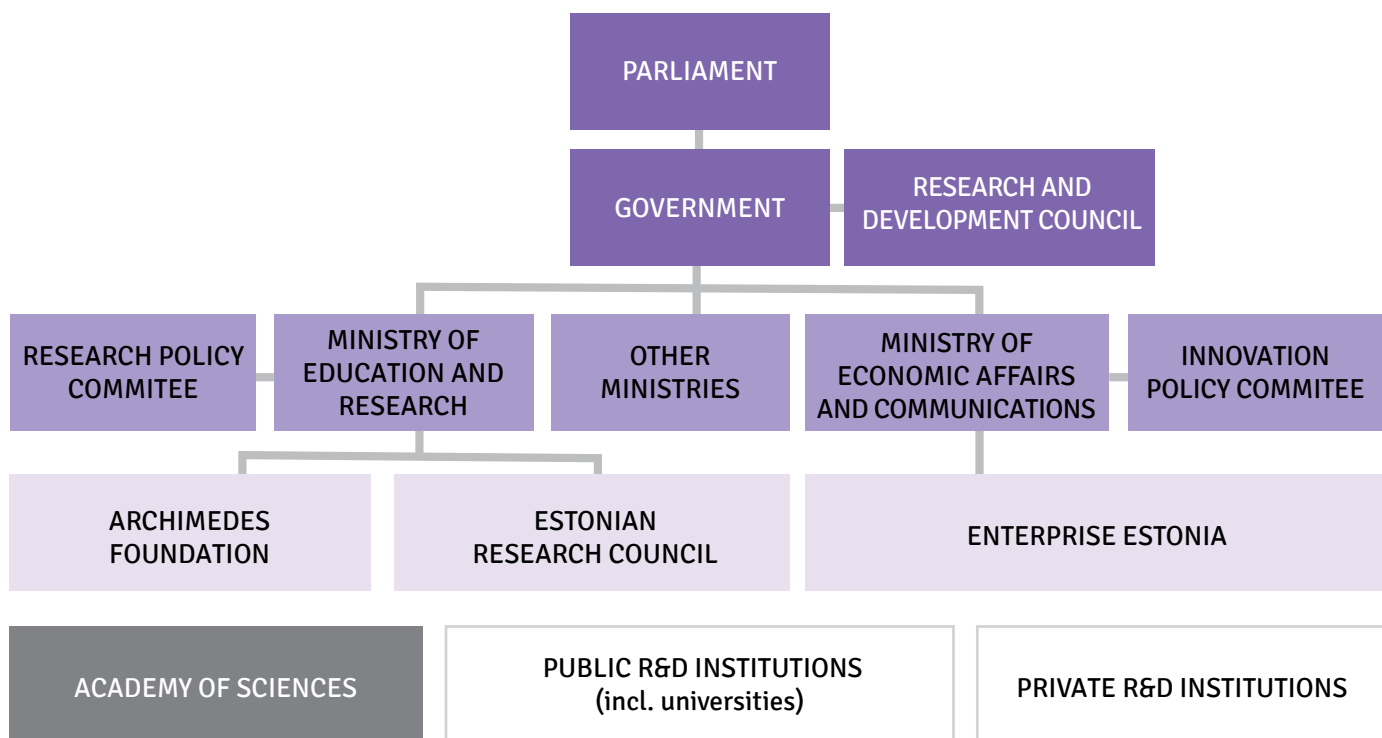 PARLIAMENT
GOVERNMENT
RESEARCH AND
DEVELOPMENT COUNCIL
RESEARCH POLICY
COMMITEE
MINISTRY OF
EDUCATION AND
RESEARCH
OTHER
MINISTRIES
MINISTRY OF
ECONOMIC AFFAIRS
AND COMMUNICATIONS
INNOVATION
POLICY COMMITEE
ARCHIMEDES
FOUNDATION
ESTONIAN
RESEARCH COUNCIL
ENTERPRISE ESTONIA
ACADEMY OF SCIENCES
PUBLIC R&D INSTITUTIONS
(incl. universities)
PRIVATE R&D INSTITUTIONS